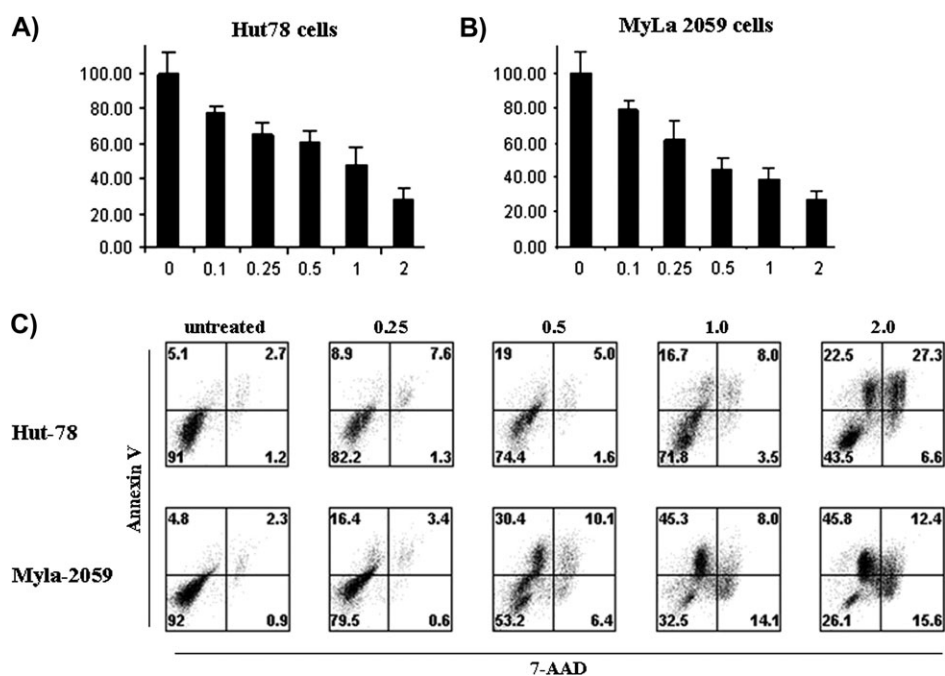 A) Hut78 cells
100.00
80.00
60.00
40.00
20.00
0.00
0 0.1 0.25 0.5 1 2
B) MyLa 2059 cells
100.00
80.00
60.00
40.00
20.00
0.00
0 0.1 0.25 0.5 1 2
C) untreated 0.25 0.5 1.0 2.0
5.1 2.7 8.9 7.6 19 5.0 16.7 8.0 22.5 27.3
Hut-78
91 1.2 82.2 1.3 74.4 1.6 71.8 3.5 43.5 6.6
Annexin V
4.8 2.3 16.4 3.4 30.4 10.1 45.3 8.0 45.8 12.4
Myla-2059
92 0.9 79.5 0.6 53.2 6.4 32.5 14.1 26.1 15.6
7-AAD